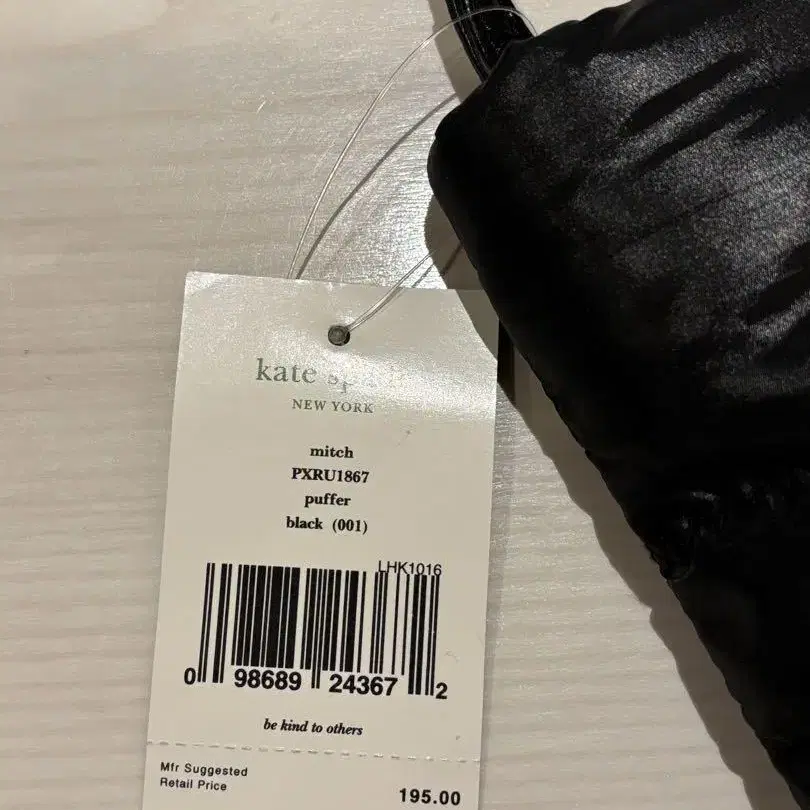 kate
NEW YORK
mitch
PXRU1867
puffer
black (001)
LHK1016
0 98689 24367 2
be kind to others
Mfr Suggested
Retail Price
195.00